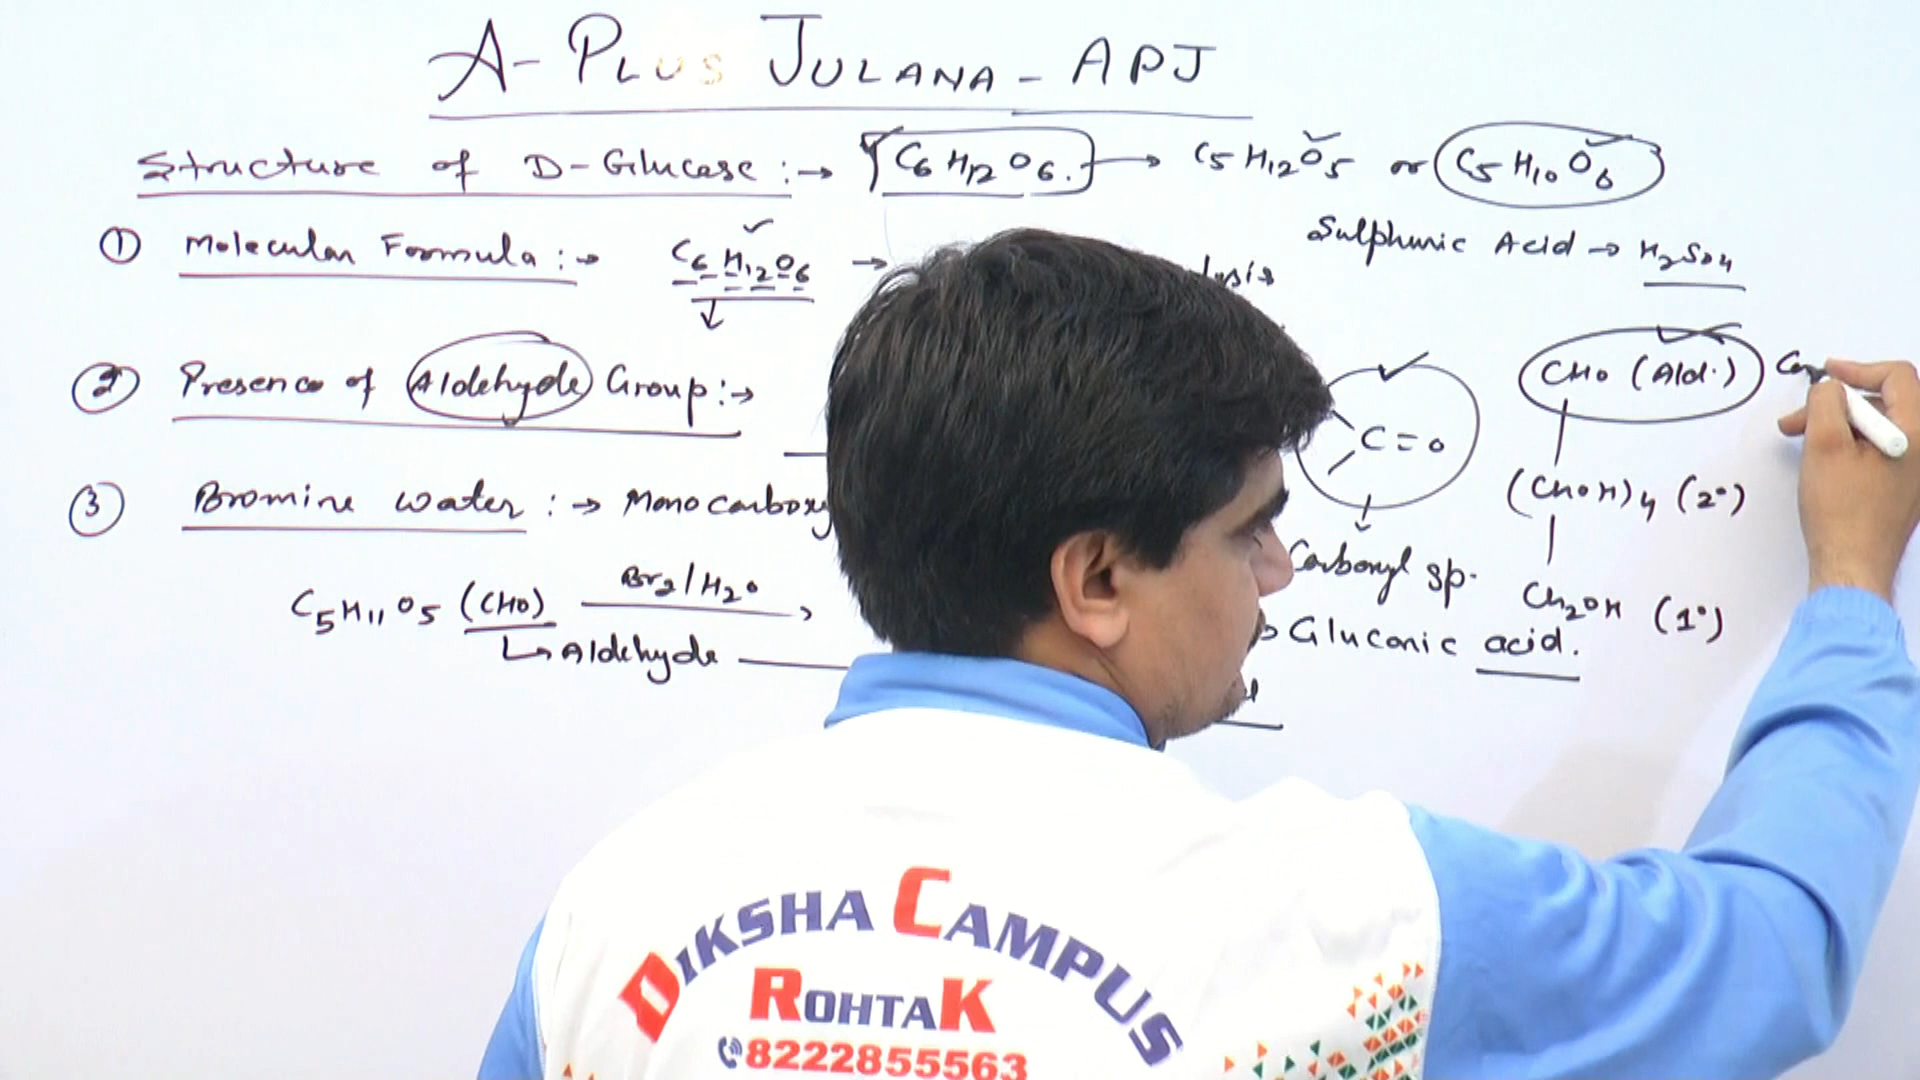 A-PLUS JULANA-APJ
Structure of D-Glucose :→ C6H12O6. → C5H12O5 or C5H10O6
Sulphuric Acid → H2SO4
① Molecular Formula :→ C6H12O6 →
② Presence of Aldehyde Group :→
C=O
CHO (Ald.)
(CHOH)4 (2°)
CH2OH (1°)
Carbonyl sp.
③ Bromine water :→ Monocarboxy
C5H11O5 (CHO) Br2/H2O
↳ Aldehyde
Gluconic acid.
DIKSHA CAMPUS
ROHTAK
8222855563